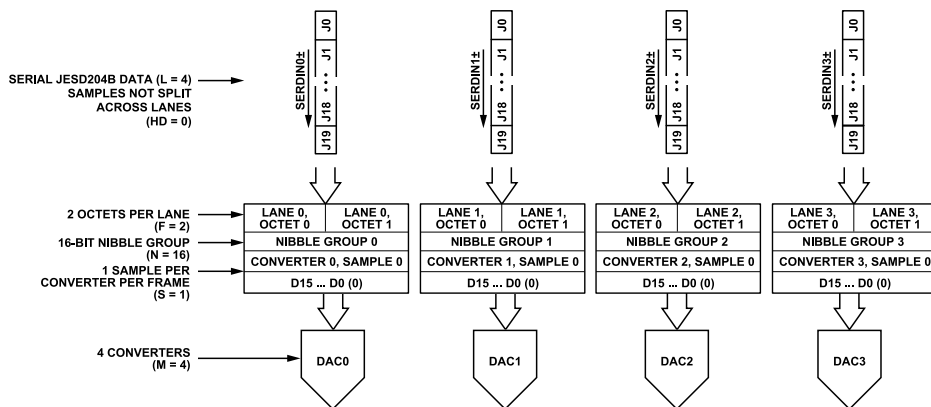 J0
J1
J18
J19
SERDIN0±
J0
J1
J18
J19
SERDIN1±
J0
J1
J18
J19
SERDIN2±
J0
J1
J18
J19
SERDIN3±
SERIAL JESD204B DATA (L = 4)
SAMPLES NOT SPLIT
ACROSS LANES
(HD = 0)
2 OCTETS PER LANE
(F = 2)
16-BIT NIBBLE GROUP
(N = 16)
1 SAMPLE PER
CONVERTER PER FRAME
(S = 1)
4 CONVERTERS
(M = 4)
LANE 0,
OCTET 0
LANE 0,
OCTET 1
NIBBLE GROUP 0
CONVERTER 0, SAMPLE 0
D15 ... D0 (0)
DAC0
LANE 1,
OCTET 0
LANE 1,
OCTET 1
NIBBLE GROUP 1
CONVERTER 1, SAMPLE 0
D15 ... D0 (0)
DAC1
LANE 2,
OCTET 0
LANE 2,
OCTET 1
NIBBLE GROUP 2
CONVERTER 2, SAMPLE 0
D15 ... D0 (0)
DAC2
LANE 3,
OCTET 0
LANE 3,
OCTET 1
NIBBLE GROUP 3
CONVERTER 3, SAMPLE 0
D15 ... D0 (0)
DAC3